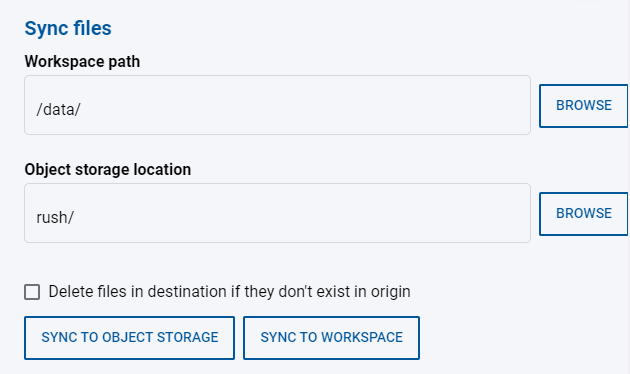 Sync files
Workspace path
/data/
BROWSE
Object storage location
rush/
BROWSE
Delete files in destination if they don't exist in origin
SYNC TO OBJECT STORAGE
SYNC TO WORKSPACE